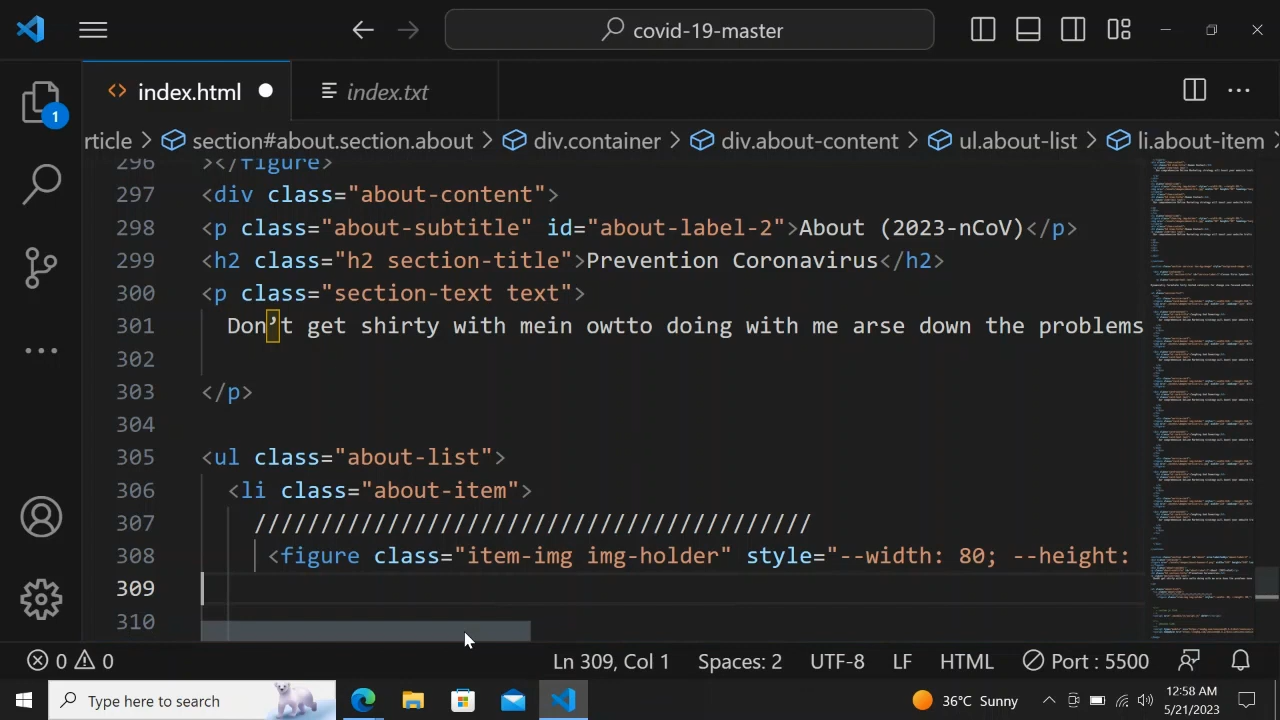 covid-19-master
index.html
index.txt
1
rticle > section#about.section.about > div.container > div.about-content > ul.about-list > li.about-item
296 ></figure>
297 <div class="about-content">
298 <p class="about-subtitle" id="about-label-2">About (2023-nCoV)</p>
299 <h2 class="h2 section-title">Prevention Coronavirus</h2>
300 <p class="section-text text">
301 Don’t get shirty wiAn mein owtto doing with me arse down the problems
302
303 </p>
304
305 <ul class="about-list">
306 <li class="about-item">
307 ///////////////////////////////////////
308 <figure class="item-img img-holder" style="--width: 80; --height:
309
310
0 0 Ln 309, Col 1 Spaces: 2 UTF-8 LF HTML Port : 5500
Type here to search
36°C Sunny
12:58 AM
5/21/2023